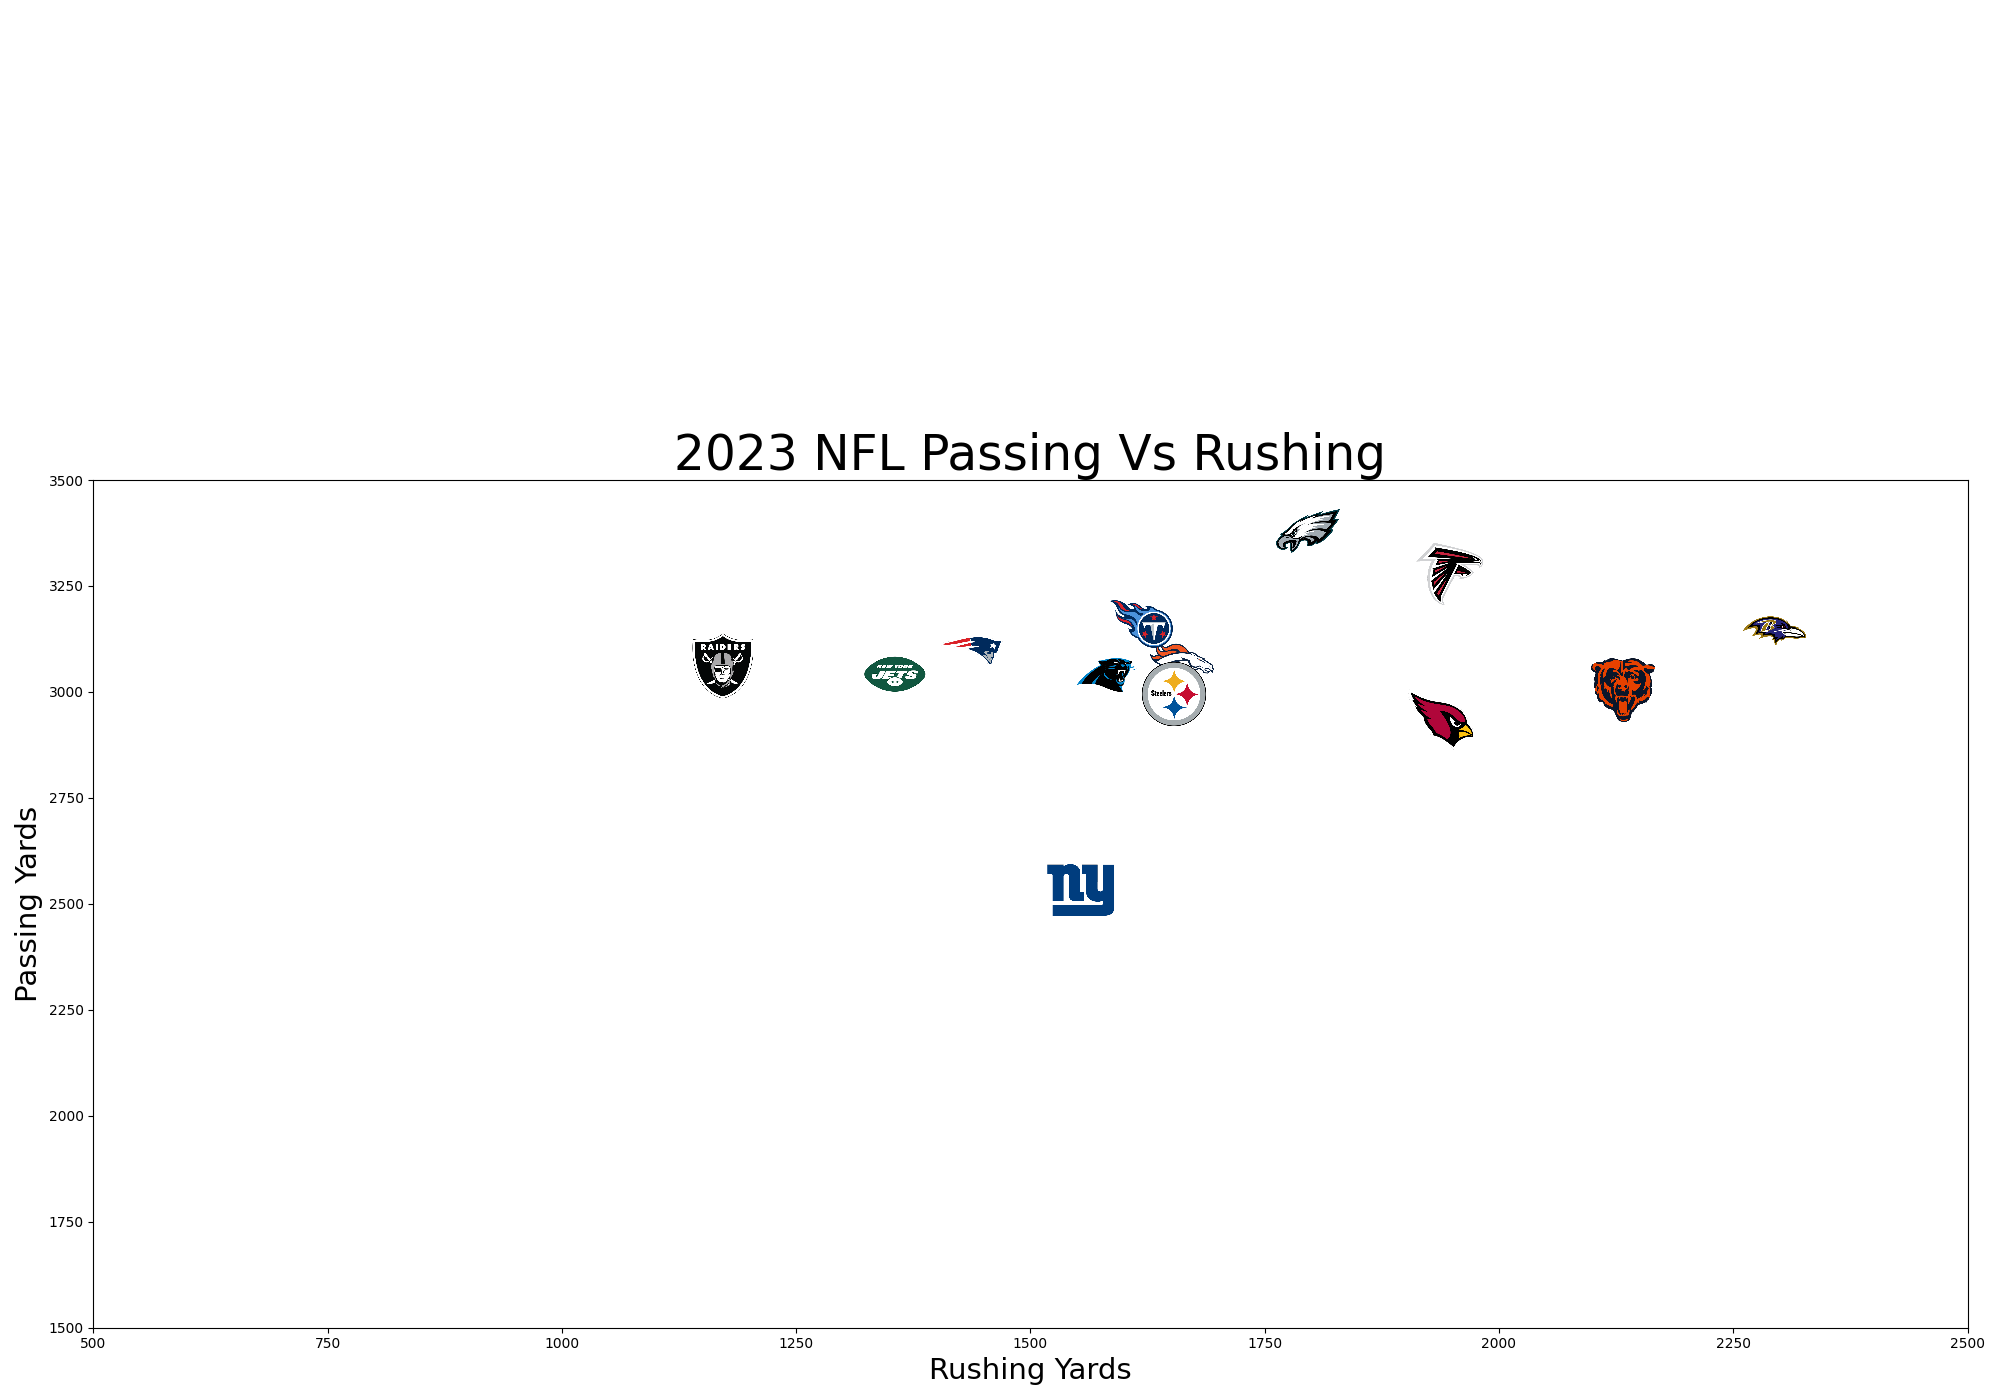 2023 NFL Passing Vs Rushing
3500
3250
3000
2750
2500
2250
2000
1750
1500
Passing Yards
RAIDERS
NEW YORK
JETS
T
Steelers
B
ny
500 750 1000 1250 1500 1750 2000 2250 2500
Rushing Yards